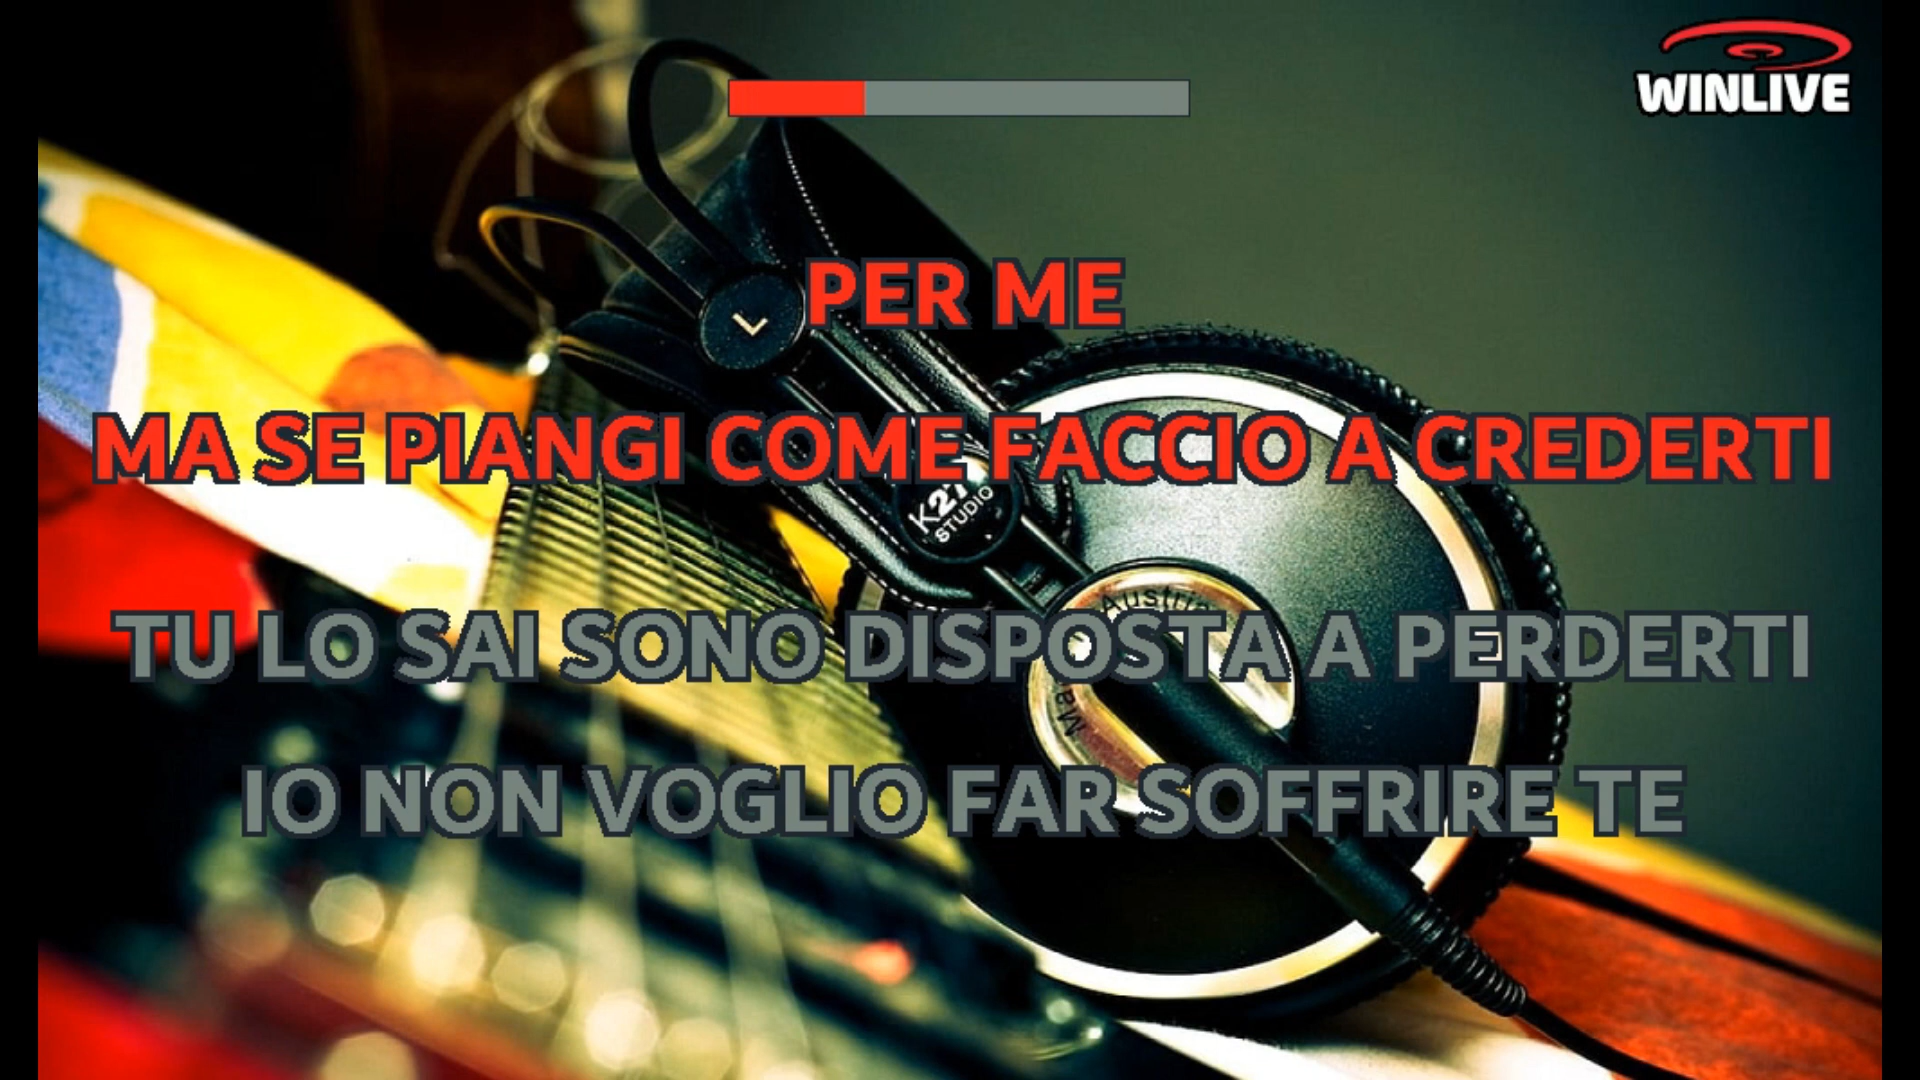 WINLIVE
PER ME
MA SE PIANGI COME FACCIO A CREDERTI
STUDIO
TU LO SAI SONO DISPOSTA A PERDERTI
IO NON VOGLIO FAR SOFFRIRE TE